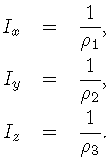 I_x = 1/ρ_1,
I_y = 1/ρ_2,
I_z = 1/ρ_3.